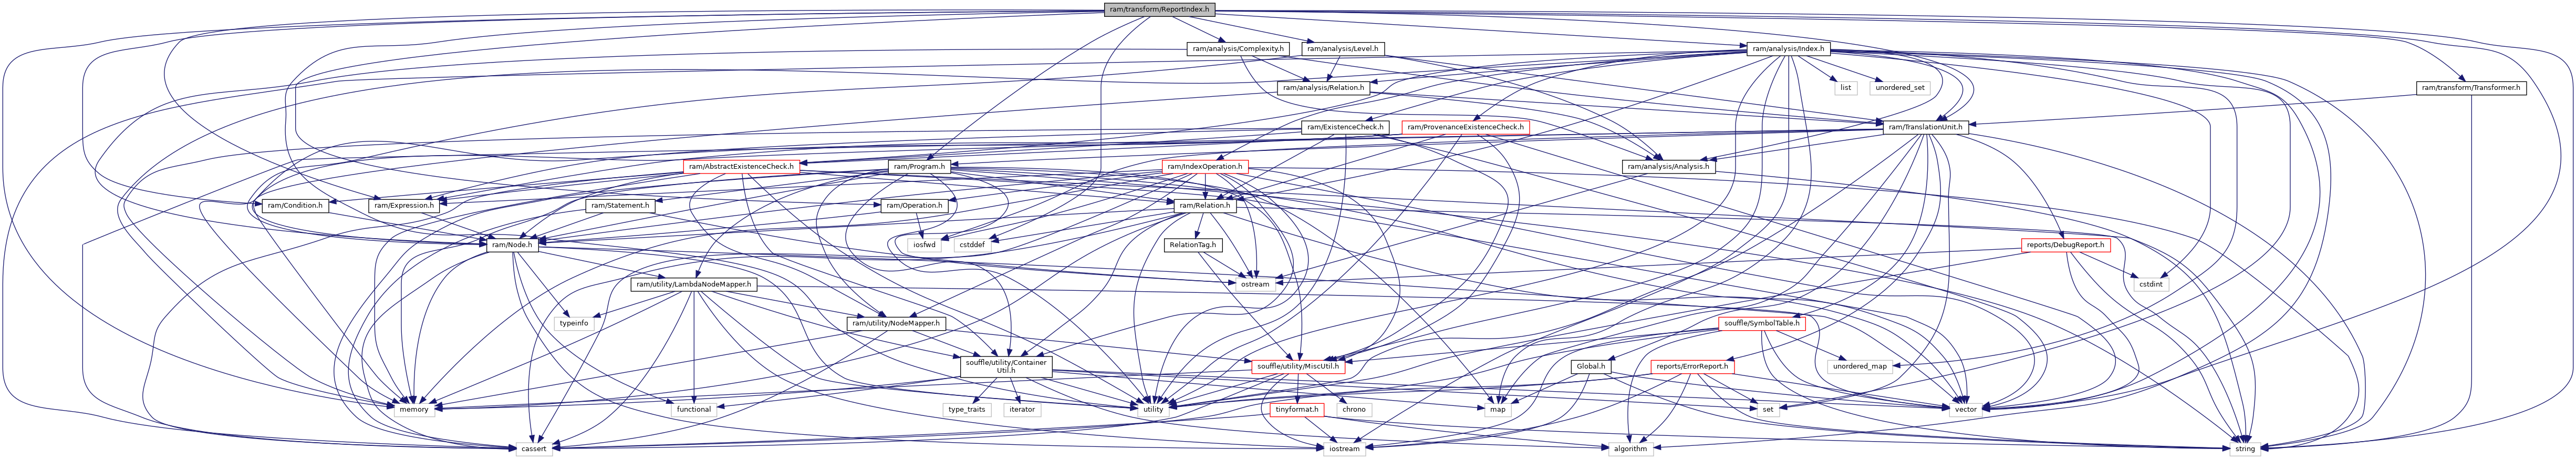 ram/transform/ReportIndex.h
ram/analysis/Complexity.h
ram/analysis/Level.h
ram/analysis/Index.h
ram/analysis/Relation.h
list
unordered_set
ram/transform/Transformer.h
ram/ExistenceCheck.h
ram/ProvenanceExistenceCheck.h
ram/TranslationUnit.h
ram/AbstractExistenceCheck.h
ram/Program.h
ram/IndexOperation.h
ram/analysis/Analysis.h
ram/Condition.h
ram/Expression.h
ram/Statement.h
ram/Operation.h
ram/Relation.h
ram/Node.h
iosfwd
cstddef
RelationTag.h
reports/DebugReport.h
ram/utility/LambdaNodeMapper.h
ostream
cstdint
typeinfo
ram/utility/NodeMapper.h
souffle/SymbolTable.h
souffle/utility/Container
Util.h
souffle/utility/MiscUtil.h
Global.h
reports/ErrorReport.h
unordered_map
memory
functional
utility
type_traits
iterator
tinyformat.h
chrono
map
set
vector
cassert
iostream
algorithm
string